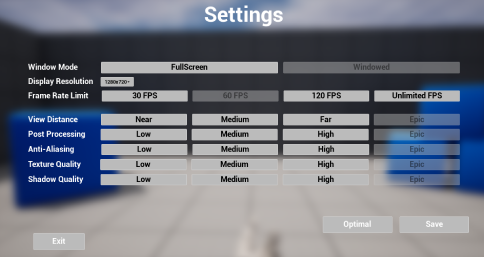 Settings
Window Mode FullScreen Windowed
Display Resolution 1280x720
Frame Rate Limit 30 FPS 60 FPS 120 FPS Unlimited FPS
View Distance Near Medium Far Epic
Post Processing Low Medium High Epic
Anti-Aliasing Low Medium High Epic
Texture Quality Low Medium High Epic
Shadow Quality Low Medium High Epic
Optimal Save
Exit